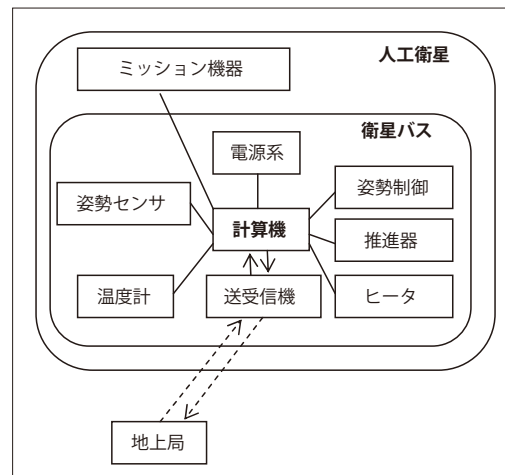 人工衛星
ミッション機器
衛星バス
電源系
姿勢センサ
姿勢制御
計算機
推進器
温度計
送受信機
ヒータ
地上局